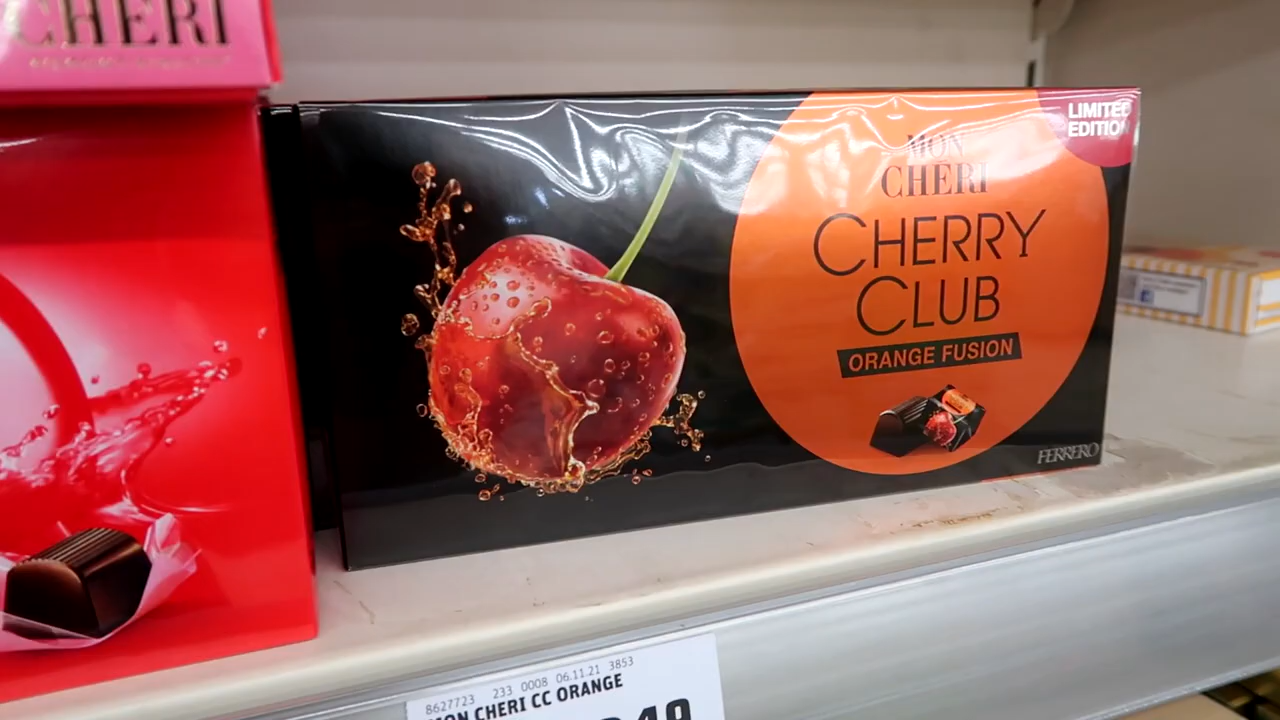 CHERI
LIMITED
EDITION
MON
CHÉRI
CHERRY
CLUB
ORANGE FUSION
FERRERO
8627723 233 0008 06.11.21 3853
MON CHERI CC ORANGE